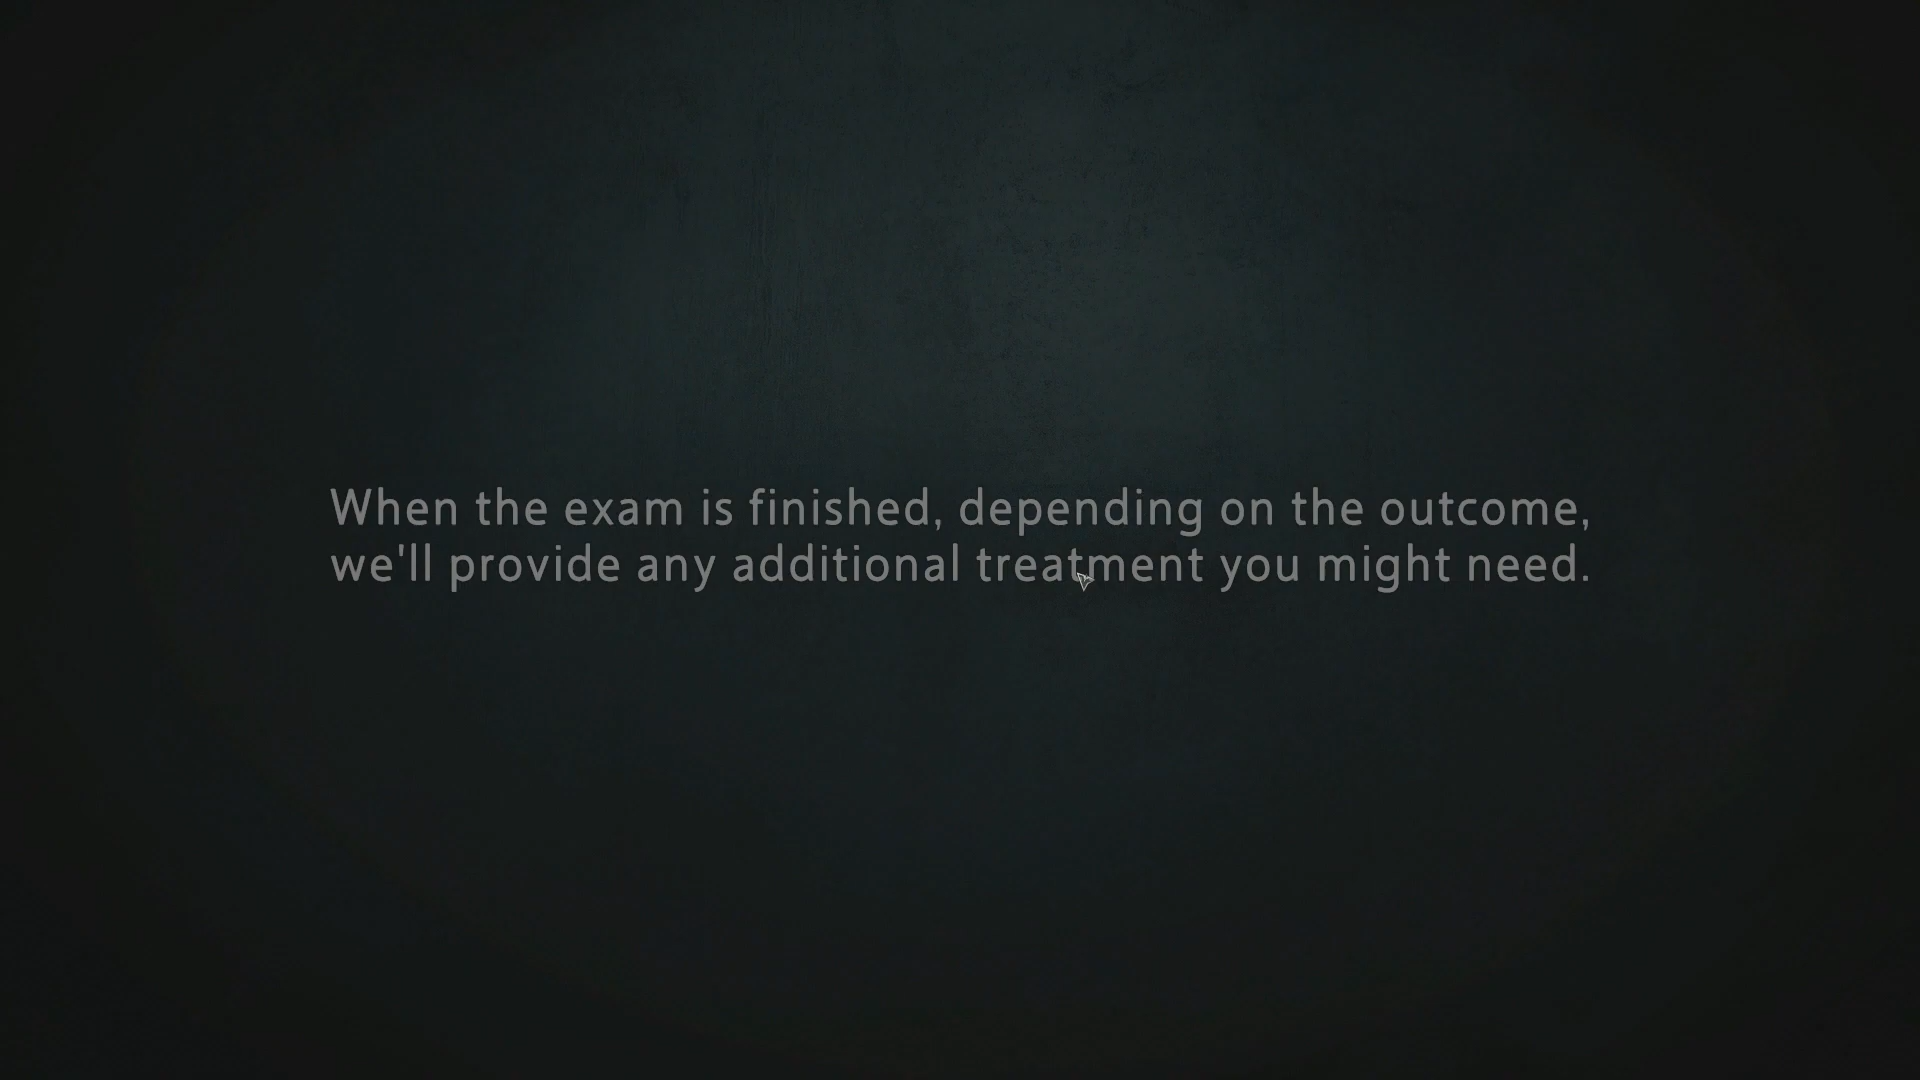 When the exam is finished, depending on the outcome,
we'll provide any additional treatment you might need.